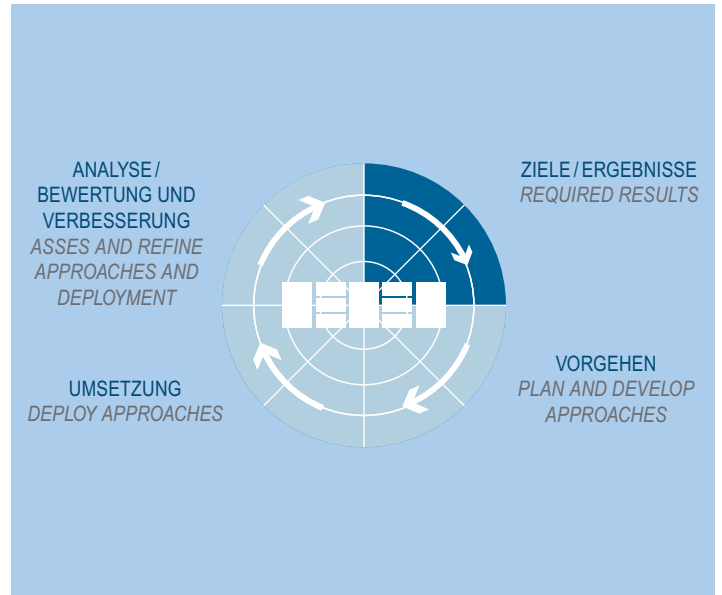 ANALYSE /
BEWERTUNG UND
VERBESSERUNG
ASSES AND REFINE
APPROACHES AND
DEPLOYMENT
ZIELE / ERGEBNISSE
REQUIRED RESULTS
UMSETZUNG
DEPLOY APPROACHES
VORGEHEN
PLAN AND DEVELOP
APPROACHES